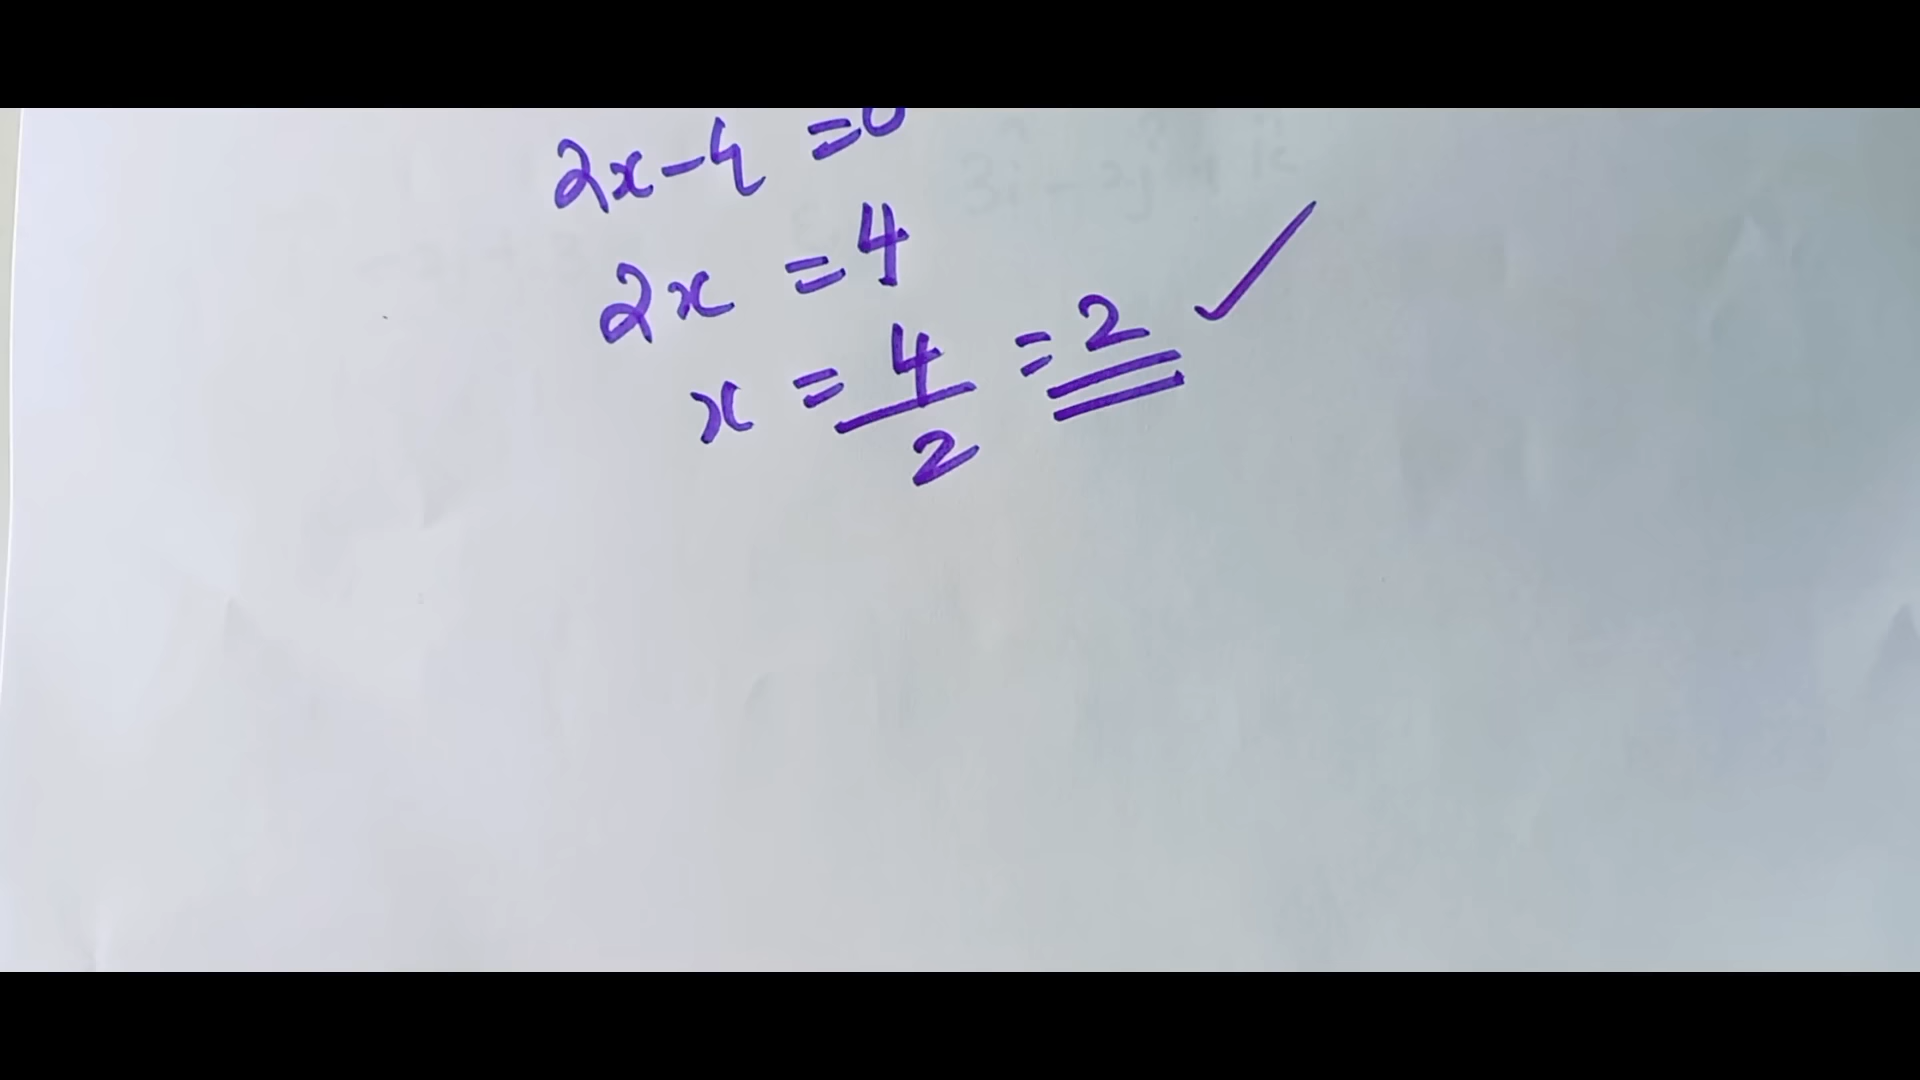 2x-4 =0
2x =4
x = 4/2 = 2 ✓